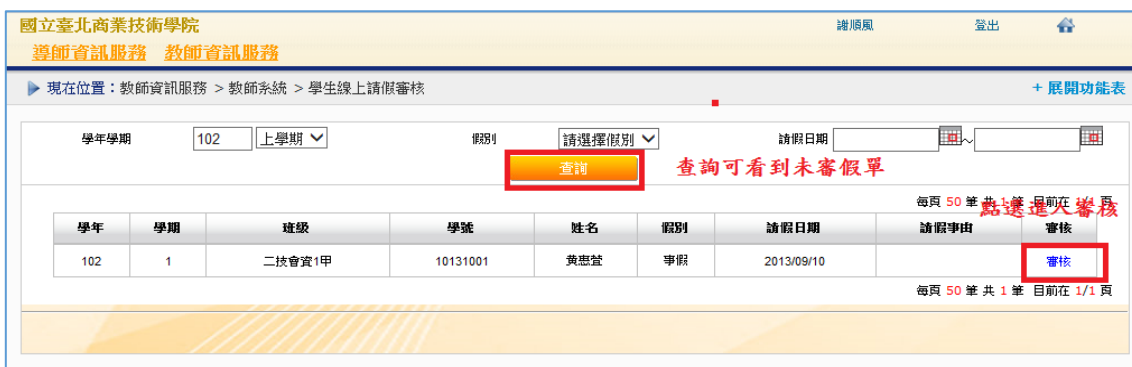 國立臺北商業技術學院 謝順風 登出
導師資訊服務 教師資訊服務
現在位置：教師資訊服務 > 教師系統 > 學生線上請假審核 + 展開功能表
學年學期 102 上學期 假別 請選擇假別 請假日期 ~
查詢 查詢可看到未審假單
每頁 50 筆 共 1 筆 目前在 1/1 頁
點選進入審核
學年 學期 班級 學號 姓名 假別 請假日期 請假事由 審核
102 1 二技會資1甲 10131001 黃惠萱 事假 2013/09/10 審核
每頁 50 筆 共 1 筆 目前在 1/1 頁